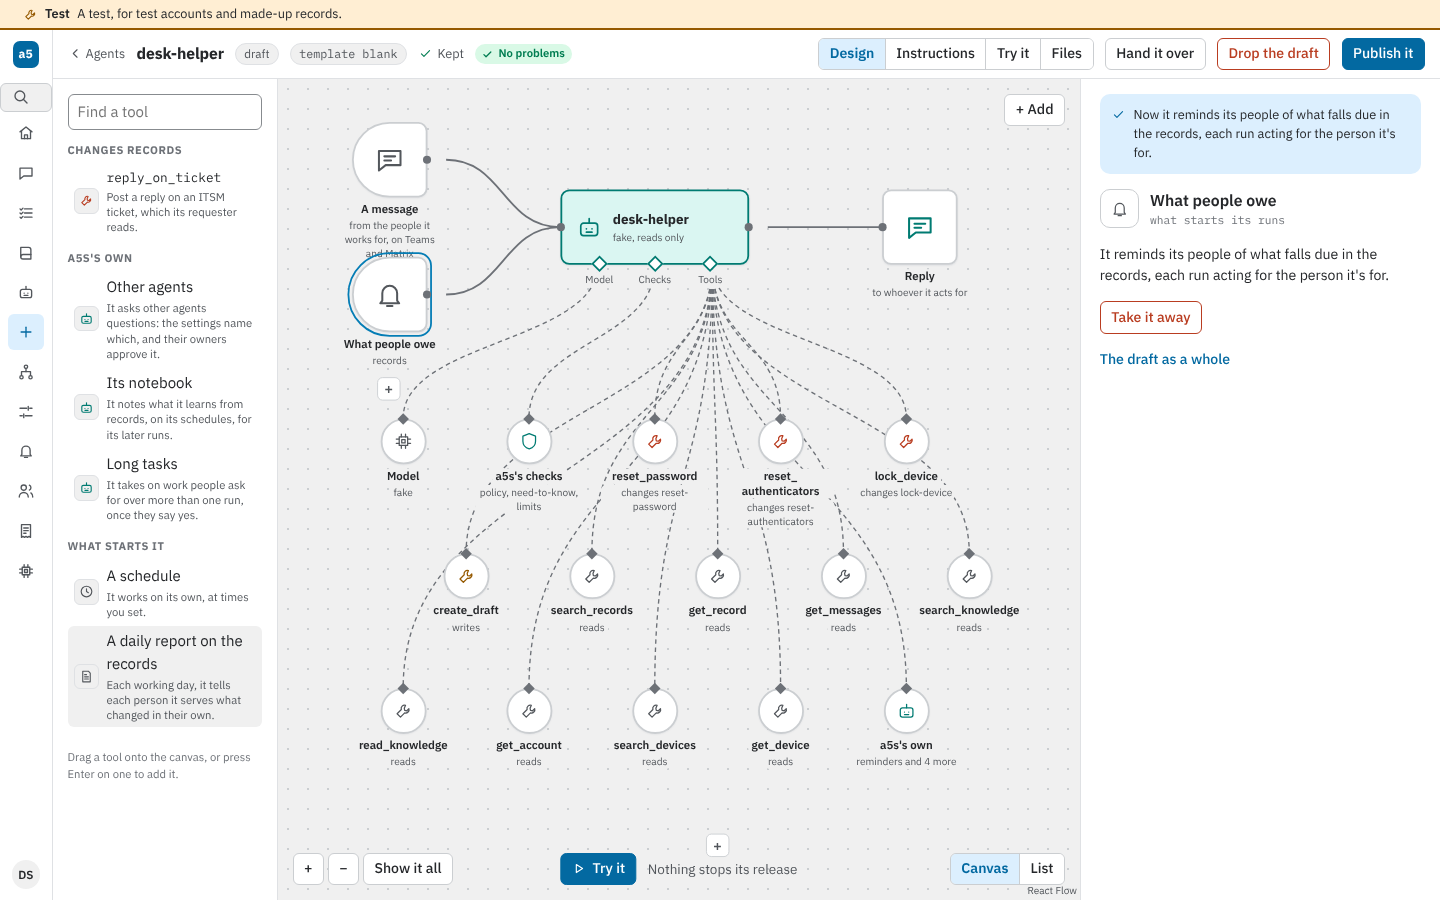 Test A test, for test accounts and made-up records.
a5
Agents desk-helper draft template blank Kept No problems
Design Instructions Try it Files Hand it over Drop the draft Publish it
Find a tool
CHANGES RECORDS
reply_on_ticket
Post a reply on an ITSM
ticket, which its requester
reads.
A5S'S OWN
Other agents
It asks other agents
questions: the settings name
which, and their owners
approve it.
Its notebook
It notes what it learns from
records, on its schedules, for
its later runs.
Long tasks
It takes on work people ask
for over more than one run,
once they say yes.
WHAT STARTS IT
A schedule
It works on its own, at times
you set.
A daily report on the
records
Each working day, it tells
each person it serves what
changed in their own.
Drag a tool onto the canvas, or press
Enter on one to add it.
DS
+ Add
A message
from the people it
works for, on Teams
and Matrix
What people owe
records
+
desk-helper
fake, reads only
Model Checks Tools
Reply
to whoever it acts for
Model
fake
a5s's checks
policy, need-to-know,
limits
reset_password
changes reset-
password
reset_
authenticators
changes reset-
authenticators
lock_device
changes lock-device
create_draft
writes
search_records
reads
get_record
reads
get_messages
reads
search_knowledge
reads
read_knowledge
reads
get_account
reads
search_devices
reads
get_device
reads
a5s's own
reminders and 4 more
+
+ − Show it all
Try it Nothing stops its release
Canvas List
React Flow
Now it reminds its people of what falls due in
the records, each run acting for the person it's
for.
What people owe
what starts its runs
It reminds its people of what falls due in the
records, each run acting for the person it's for.
Take it away
The draft as a whole